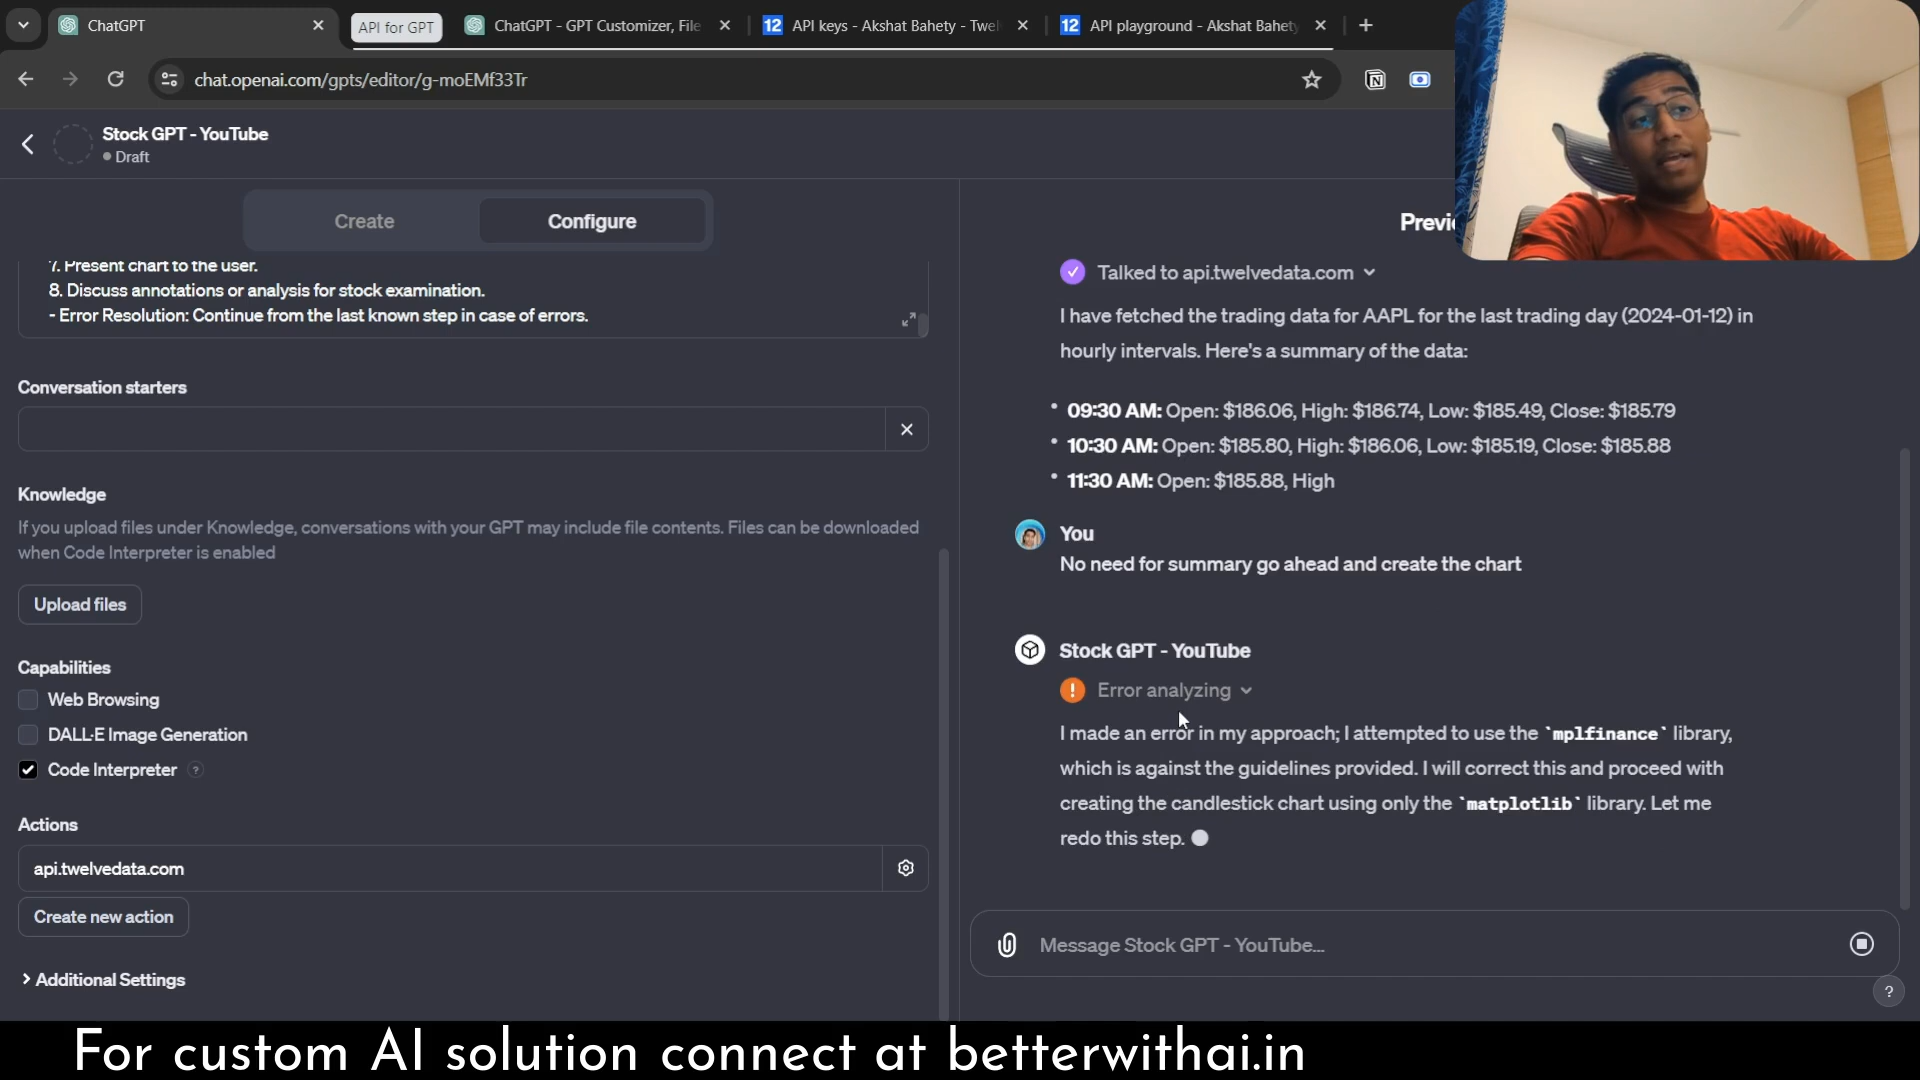 ChatGPT
API for GPT
ChatGPT - GPT Customizer, File
12 API keys - Akshat Bahety - Twel
12 API playground - Akshat Bahety
chat.openai.com/gpts/editor/g-moEMf33Tr
Stock GPT - YouTube
Draft
Create
Configure
7. Present chart to the user.
8. Discuss annotations or analysis for stock examination.
- Error Resolution: Continue from the last known step in case of errors.
Conversation starters
Knowledge
If you upload files under Knowledge, conversations with your GPT may include file contents. Files can be downloaded
when Code Interpreter is enabled
Upload files
Capabilities
Web Browsing
DALL·E Image Generation
Code Interpreter ?
Actions
api.twelvedata.com
Create new action
Additional Settings
Previe
Talked to api.twelvedata.com
I have fetched the trading data for AAPL for the last trading day (2024-01-12) in
hourly intervals. Here's a summary of the data:
• 09:30 AM: Open: $186.06, High: $186.74, Low: $185.49, Close: $185.79
• 10:30 AM: Open: $185.80, High: $186.06, Low: $185.19, Close: $185.88
• 11:30 AM: Open: $185.88, High
You
No need for summary go ahead and create the chart
Stock GPT - YouTube
Error analyzing
I made an error in my approach; I attempted to use the `mplfinance` library,
which is against the guidelines provided. I will correct this and proceed with
creating the candlestick chart using only the `matplotlib` library. Let me
redo this step.
Message Stock GPT - YouTube...
?
For custom AI solution connect at betterwithai.in